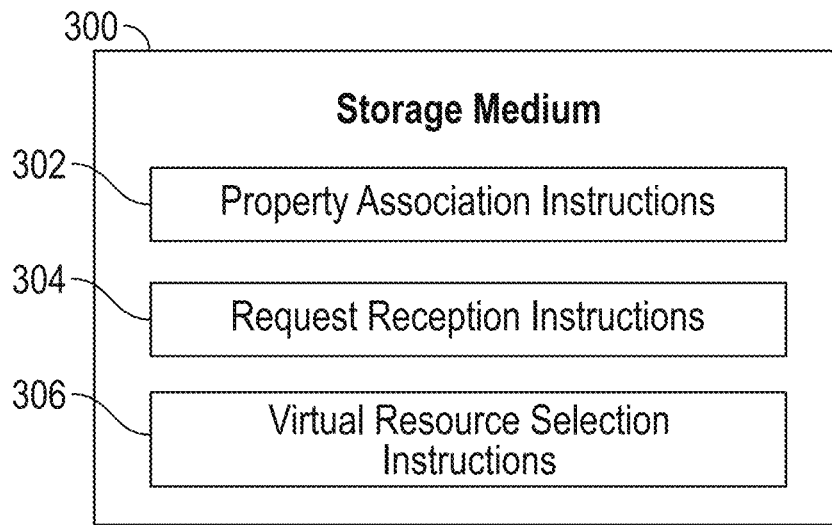 300
Storage Medium
302
Property Association Instructions
304
Request Reception Instructions
306
Virtual Resource Selection
Instructions